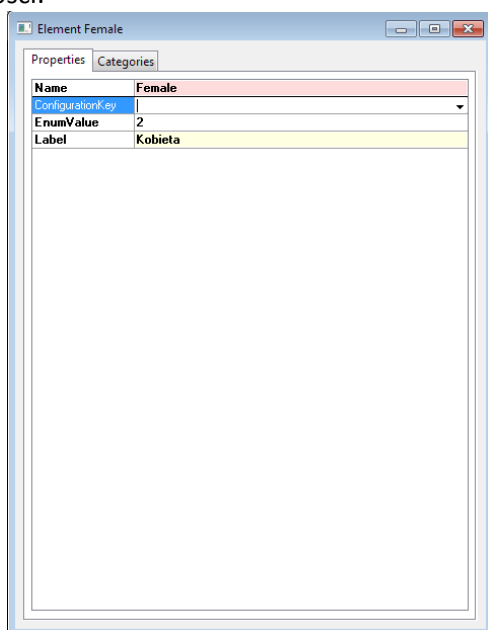 Element Female
Properties Categories
Name Female
ConfigurationKey
EnumValue 2
Label Kobieta